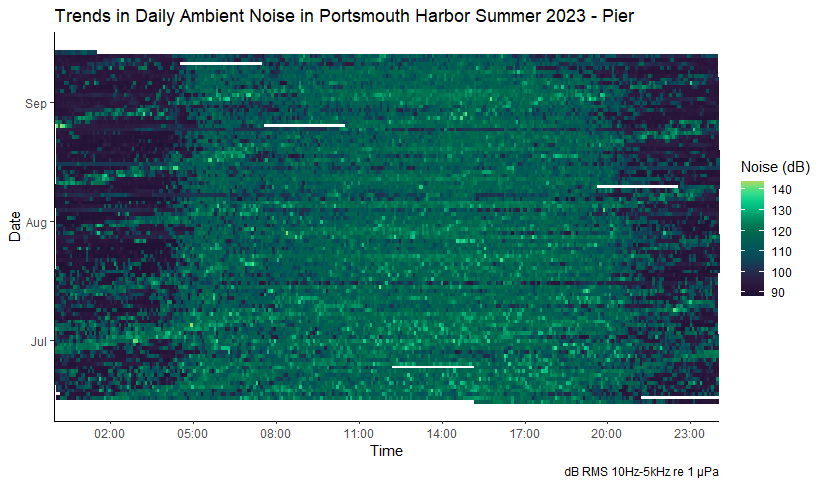 Trends in Daily Ambient Noise in Portsmouth Harbor Summer 2023 - Pier
Sep
Aug
Jul
Date
02:00 05:00 08:00 11:00 14:00 17:00 20:00 23:00
Time
Noise (dB)
140
130
120
110
100
90
dB RMS 10Hz-5kHz re 1 µPa